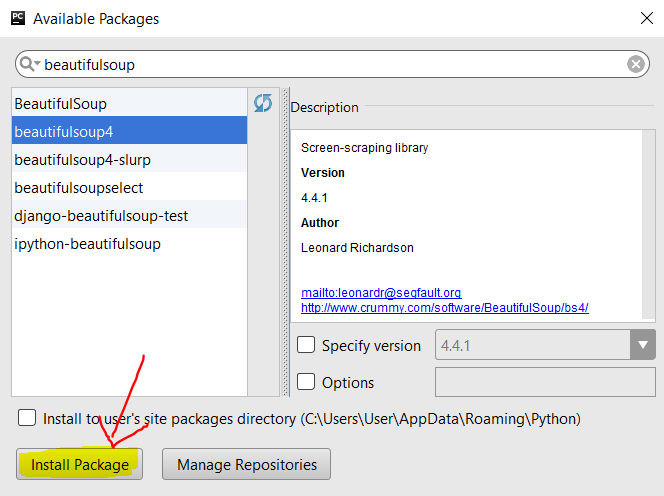 PC Available Packages
beautifulsoup
BeautifulSoup
beautifulsoup4
beautifulsoup4-slurp
beautifulsoupselect
django-beautifulsoup-test
ipython-beautifulsoup
Description
Screen-scraping library
Version
4.4.1
Author
Leonard Richardson
mailto:leonardr@segfault.org
http://www.crummy.com/software/BeautifulSoup/bs4/
Specify version 4.4.1
Options
Install to user's site packages directory (C:\Users\User\AppData\Roaming\Python)
Install Package Manage Repositories